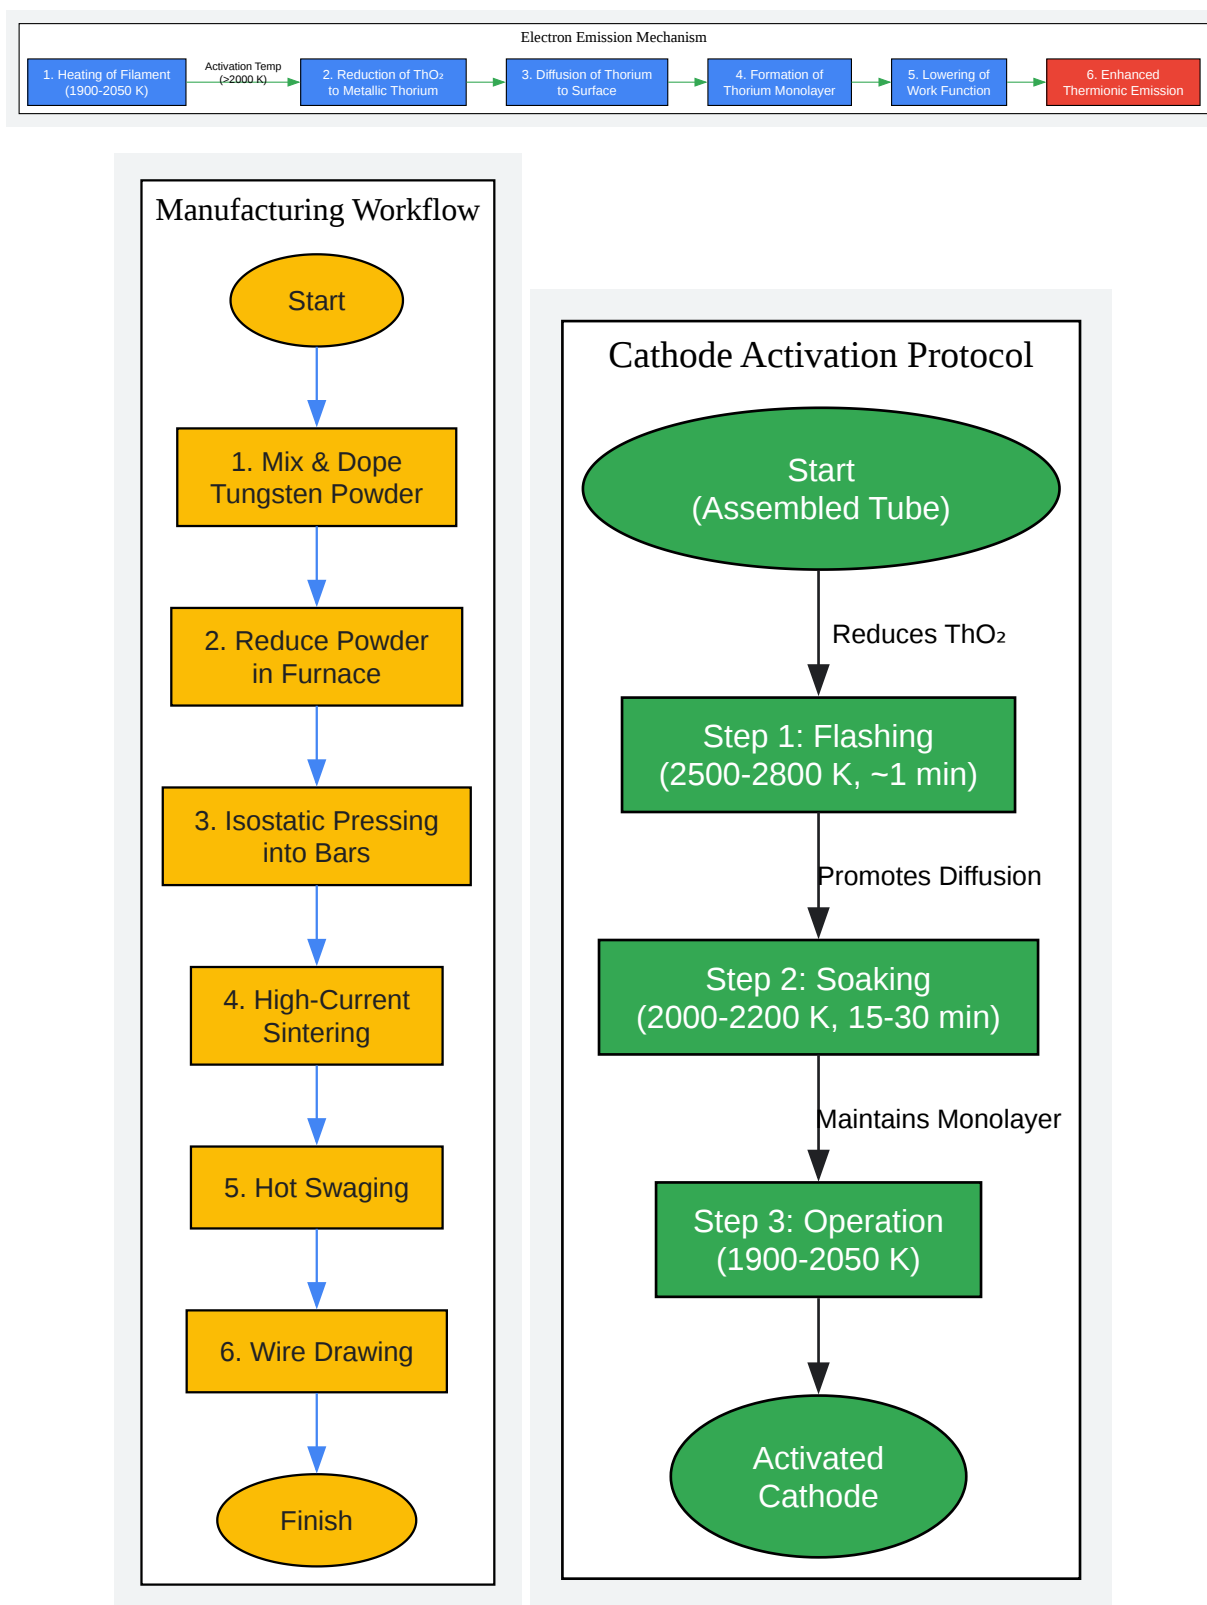 Electron Emission Mechanism
1. Heating of Filament
(1900-2050 K)
Activation Temp
(>2000 K)
2. Reduction of ThO₂
to Metallic Thorium
3. Diffusion of Thorium
to Surface
4. Formation of
Thorium Monolayer
5. Lowering of
Work Function
6. Enhanced
Thermionic Emission
Manufacturing Workflow
Start
1. Mix & Dope
Tungsten Powder
2. Reduce Powder
in Furnace
3. Isostatic Pressing
into Bars
4. High-Current
Sintering
5. Hot Swaging
6. Wire Drawing
Finish
Cathode Activation Protocol
Start
(Assembled Tube)
Reduces ThO₂
Step 1: Flashing
(2500-2800 K, ~1 min)
Promotes Diffusion
Step 2: Soaking
(2000-2200 K, 15-30 min)
Maintains Monolayer
Step 3: Operation
(1900-2050 K)
Activated
Cathode